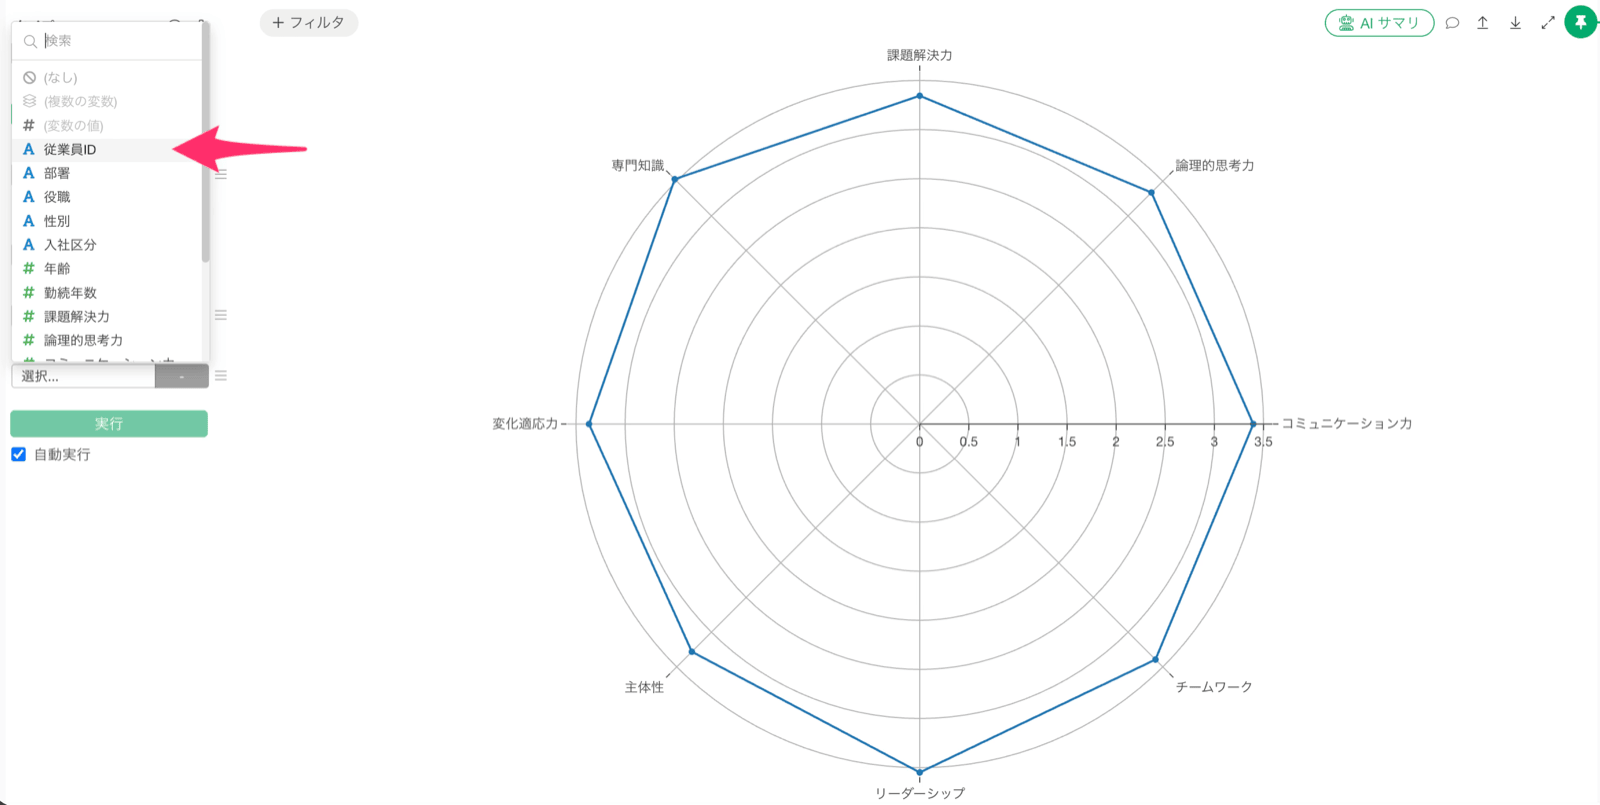 検索
(なし)
(複数の変数)
(変数の値)
従業員ID
部署
役職
性別
入社区分
年齢
勤続年数
課題解決力
論理的思考力
選択...
-
実行
自動実行
+ フィルタ
AI サマリ
課題解決力
専門知識
論理的思考力
変化適応力
コミュニケーション力
0 0.5 1 1.5 2 2.5 3 3.5
主体性
チームワーク
リーダーシップ